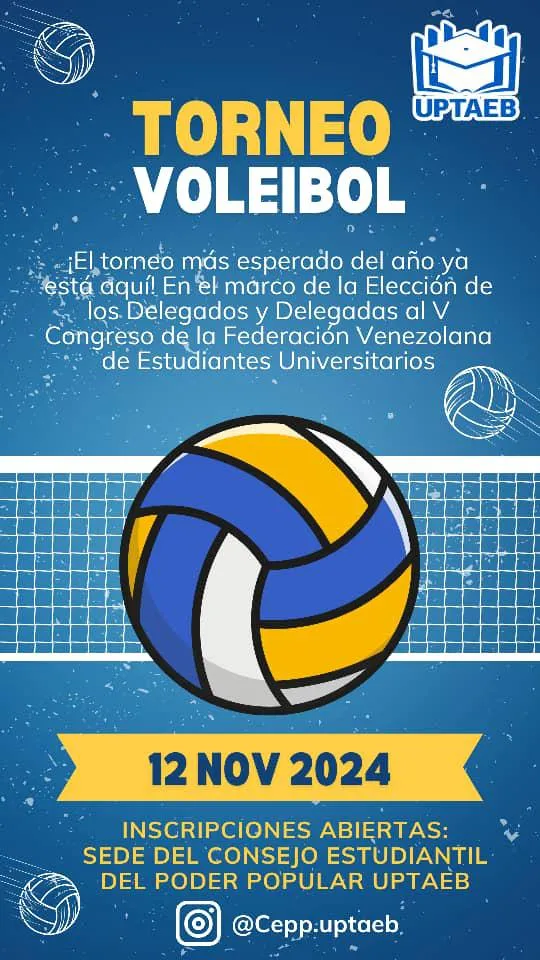 UPTAEB
TORNEO
VOLEIBOL
¡El torneo más esperado del año ya
está aquí! En el marco de la Elección de
los Delegados y Delegadas al V
Congreso de la Federación Venezolana
de Estudiantes Universitarios
12 NOV 2024
INSCRIPCIONES ABIERTAS:
SEDE DEL CONSEJO ESTUDIANTIL
DEL PODER POPULAR UPTAEB
@Cepp.uptaeb